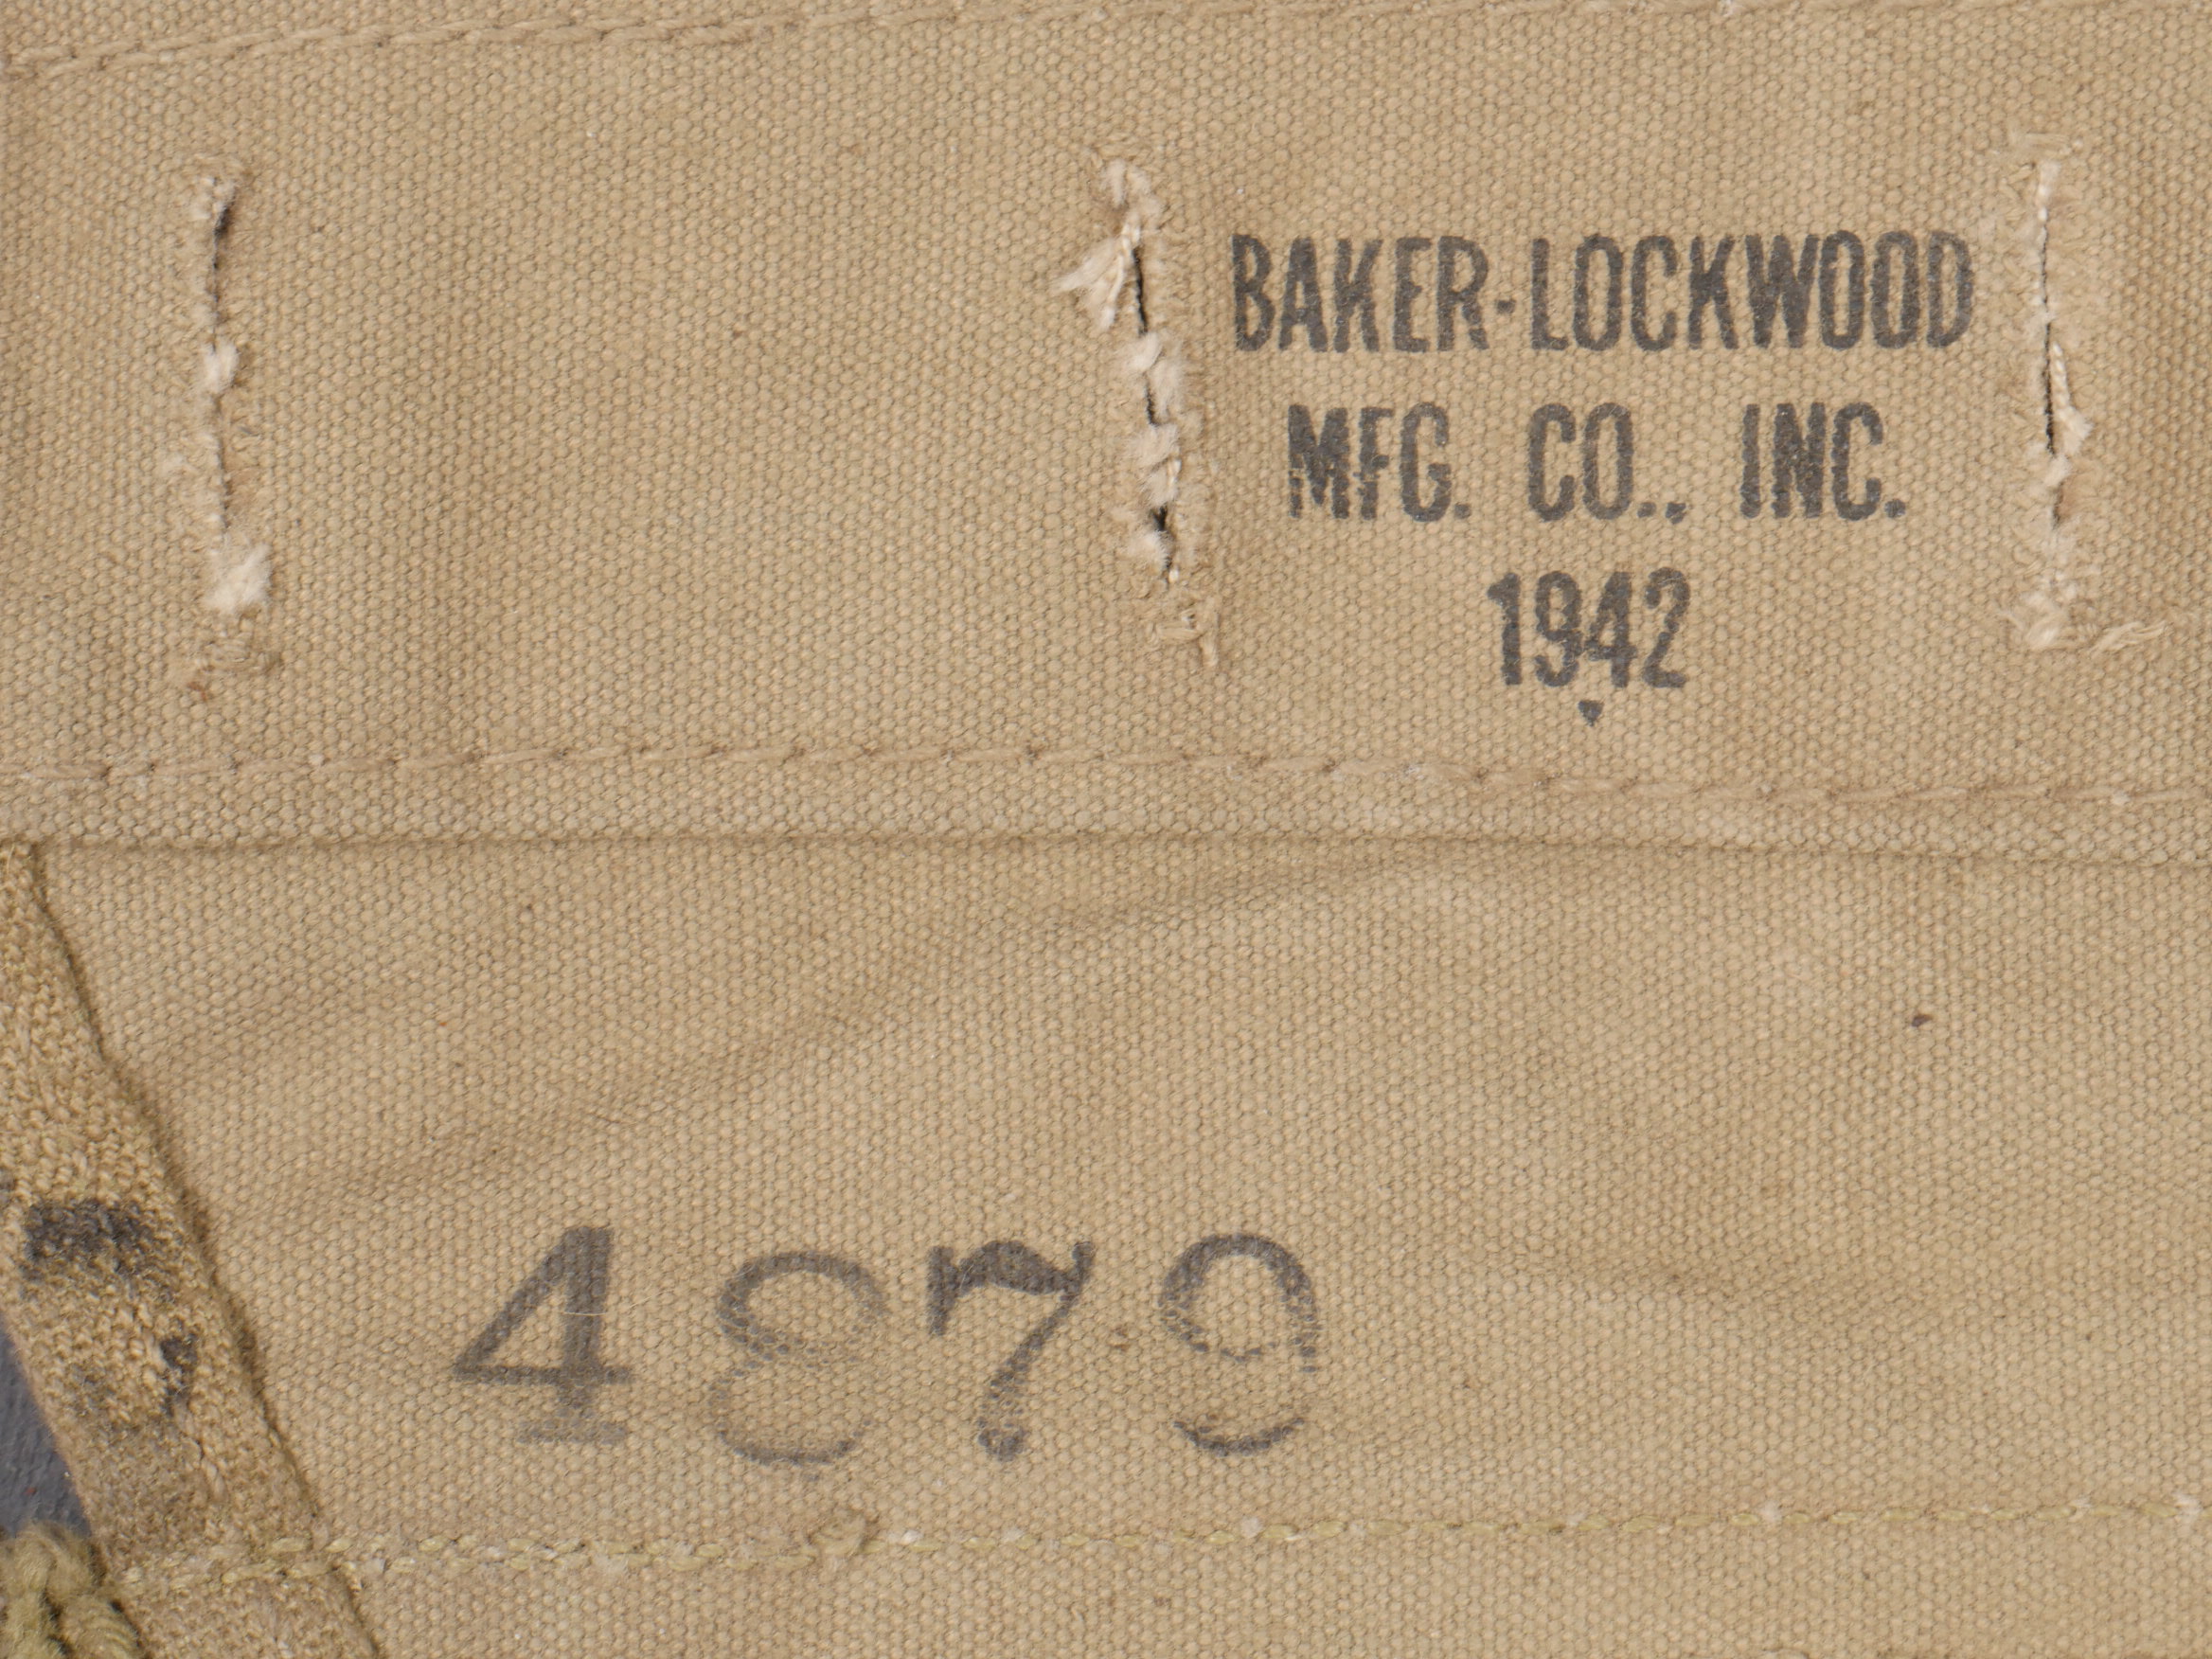 BAKER-LOCKWOOD
MFG. CO., INC.
1942
4879